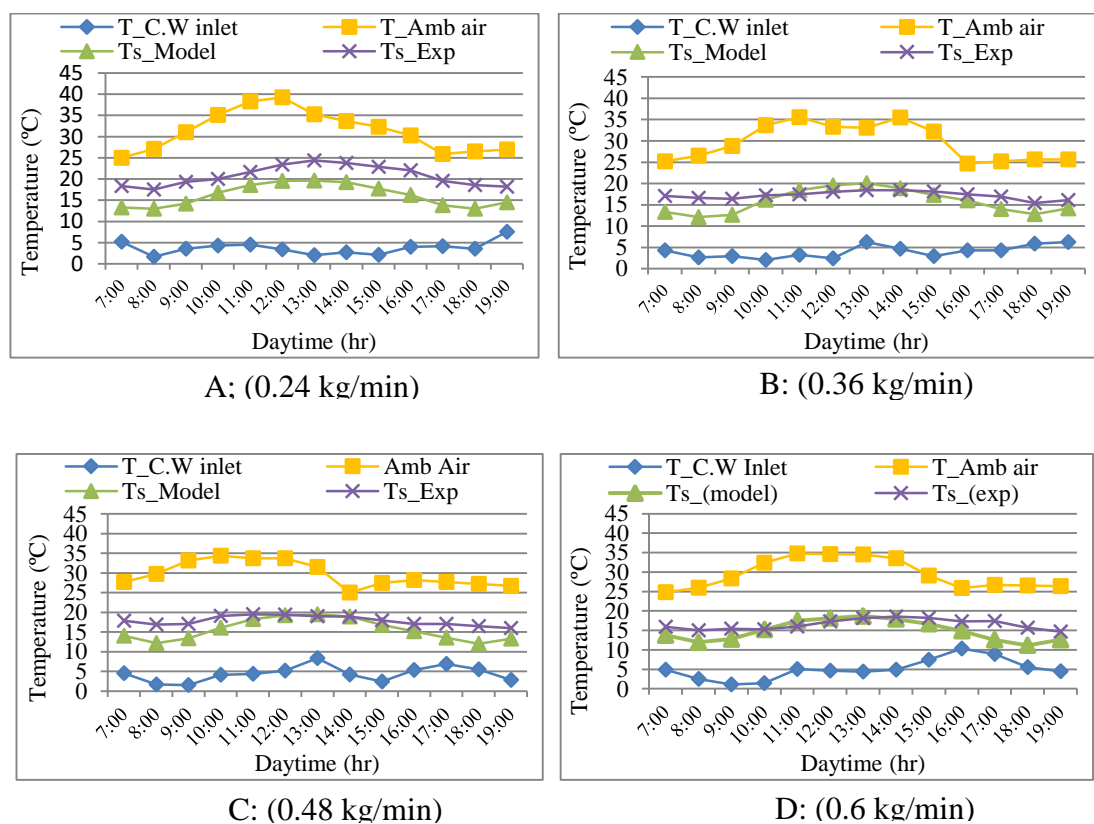 T_C.W inlet T_Amb air
Ts_Model Ts_Exp
45
40
35
30
25
20
15
10
5
0
Temperature (ºC)
7:00 8:00 9:00 10:00 11:00 12:00 13:00 14:00 15:00 16:00 17:00 18:00 19:00
Daytime (hr)
A; (0.24 kg/min)
T_C.W inlet T_Amb air
Ts_Model Ts_Exp
45
40
35
30
25
20
15
10
5
0
Temperature (ºC)
7:00 8:00 9:00 10:00 11:00 12:00 13:00 14:00 15:00 16:00 17:00 18:00 19:00
Daytime (hr)
B: (0.36 kg/min)
T_C.W inlet Amb Air
Ts_Model Ts_Exp
45
40
35
30
25
20
15
10
5
0
Temperature (ºC)
7:00 8:00 9:00 10:00 11:00 12:00 13:00 14:00 15:00 16:00 17:00 18:00 19:00
Daytime (hr)
C: (0.48 kg/min)
T_C.W Inlet T_Amb air
Ts_(model) Ts_(exp)
45
40
35
30
25
20
15
10
5
0
Temperature (ºC)
7:00 8:00 9:00 10:00 11:00 12:00 13:00 14:00 15:00 16:00 17:00 18:00 19:00
Daytime (hr)
D: (0.6 kg/min)